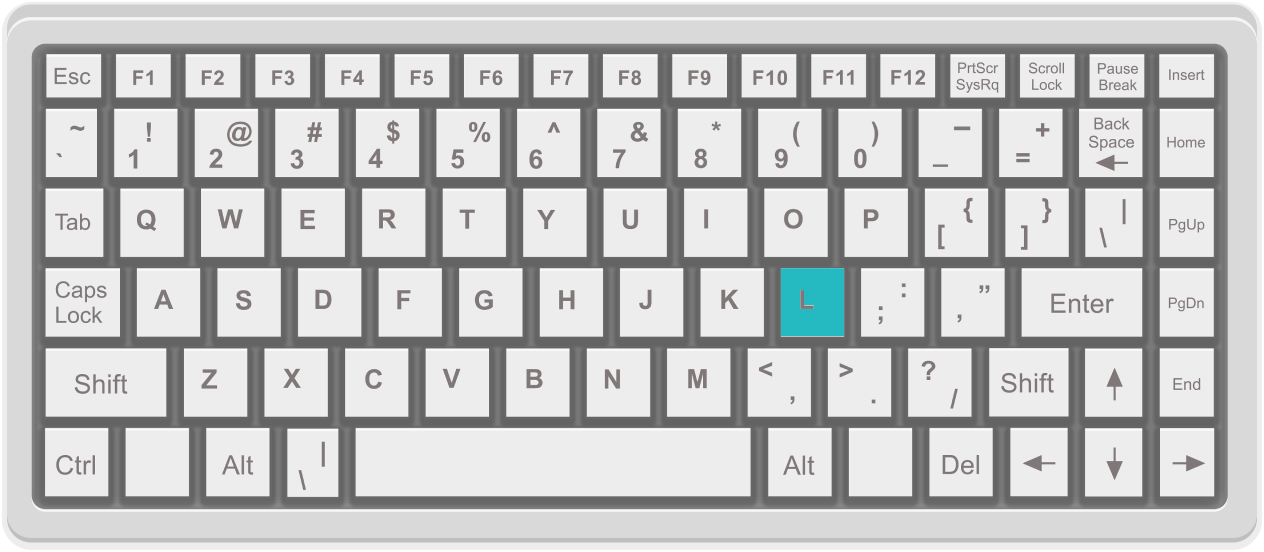 Esc F1 F2 F3 F4 F5 F6 F7 F8 F9 F10 F11 F12 PrtScr SysRq Scroll Lock Pause Break Insert
~ ` ! 1 @ 2 # 3 $ 4 % 5 ^ 6 & 7 * 8 ( 9 ) 0 – _ + = Back Space ← Home
Tab Q W E R T Y U I O P { [ } ] | \ PgUp
Caps Lock A S D F G H J K L : ; ” , Enter PgDn
Shift Z X C V B N M < , > . ? / Shift ↑ End
Ctrl Alt | \ Alt Del ← ↓ →